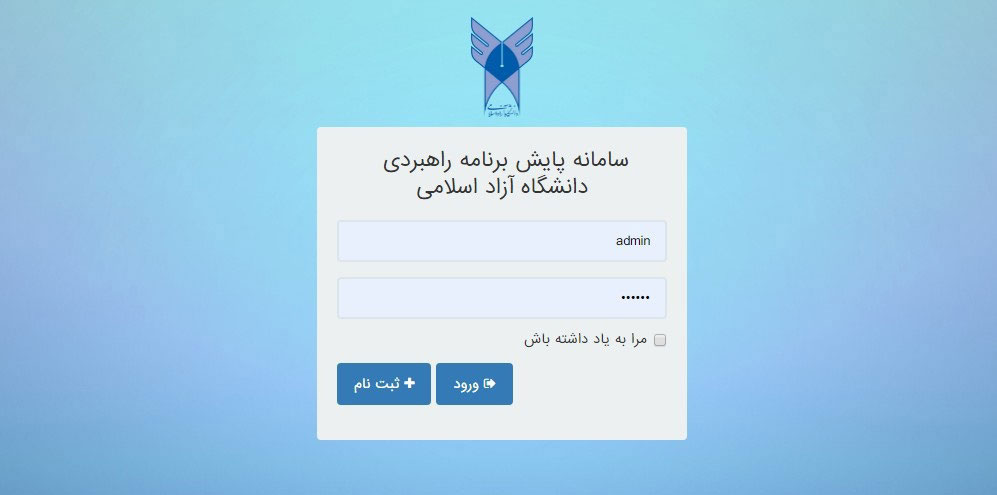 سامانه پایش برنامه راهبردی
دانشگاه آزاد اسلامی
admin
••••••
مرا به یاد داشته باش
ورود
ثبت نام